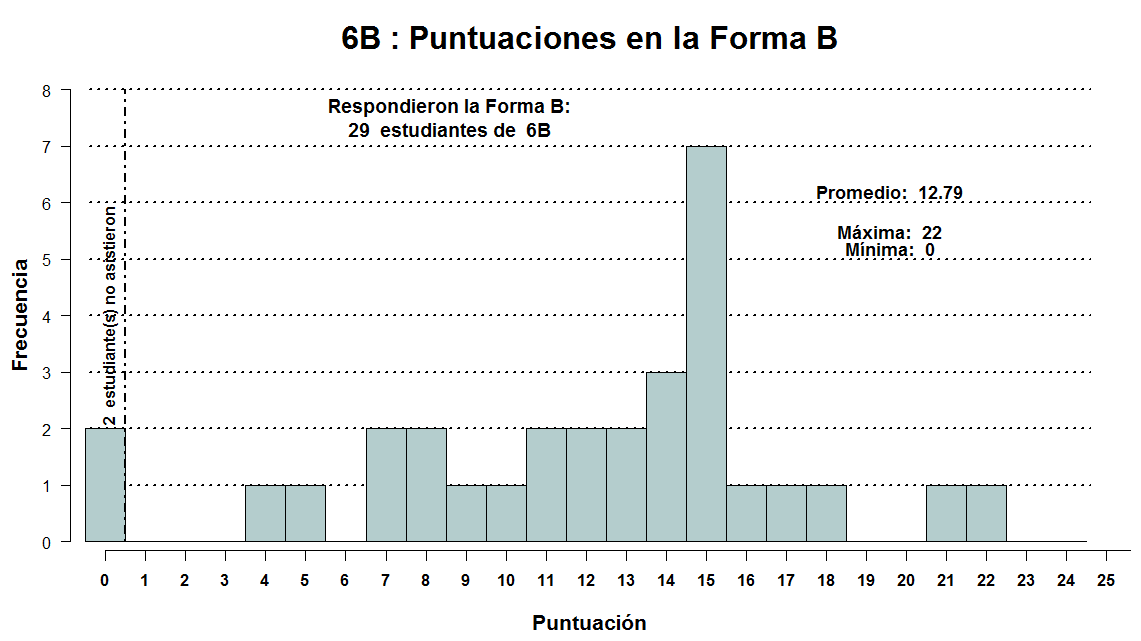 6B : Puntuaciones en la Forma B
Respondieron la Forma B:
29 estudiantes de 6B
Promedio: 12.79
Máxima: 22
Mínima: 0
2 estudiante(s) no asistieron
Frecuencia
8
7
6
5
4
3
2
1
0
0 1 2 3 4 5 6 7 8 9 10 11 12 13 14 15 16 17 18 19 20 21 22 23 24 25
Puntuación